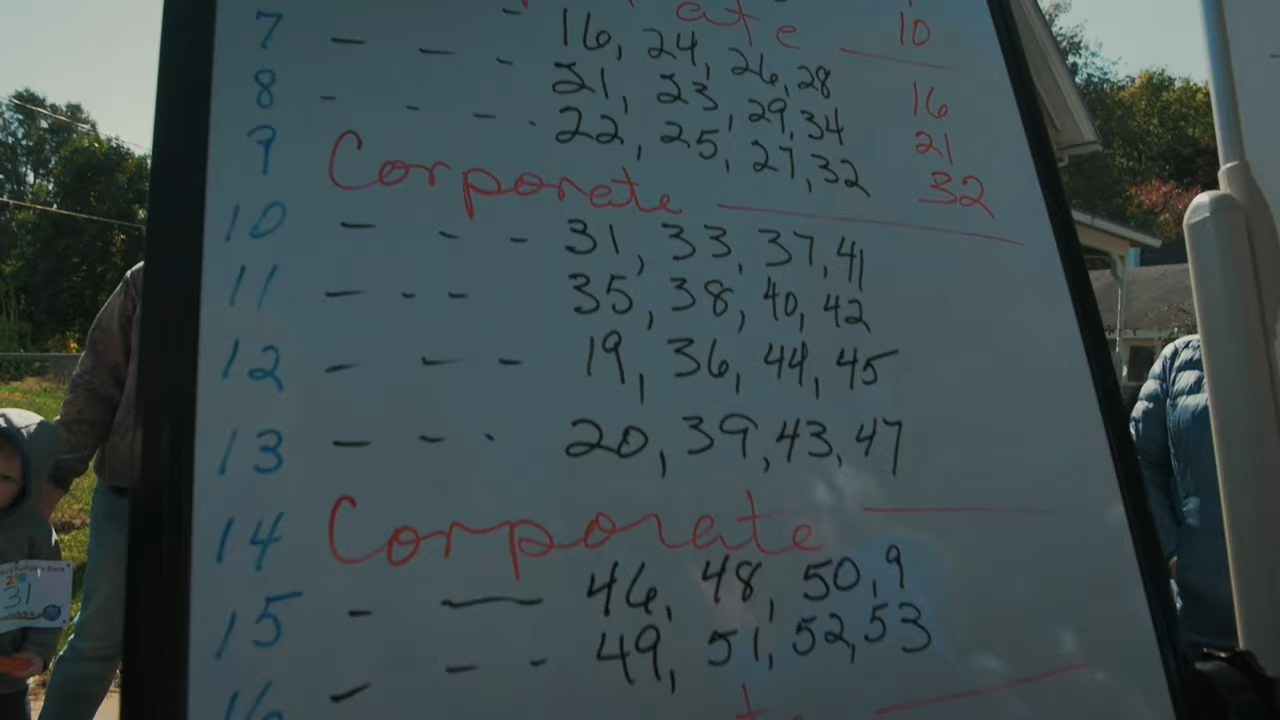 ate 10
7 - - - 16, 24, 26, 28
8 - - - 21, 23, 29, 34 16
9 - - - 22, 25, 27, 32 21
Corporate 32
10 - - - 31, 33, 37, 41
11 - - - 35, 38, 40, 42
12 - - - 19, 36, 44, 45
13 - - - 20, 39, 43, 47
14 Corporate
15 - - 46, 48, 50, 9
- - - 49, 51, 52, 53
16
31